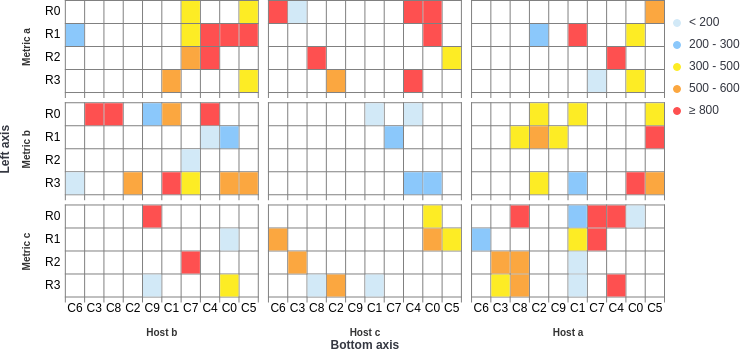 R0
R1
R2
R3
Metric a
R0
R1
R2
R3
Metric b
R0
R1
R2
R3
Metric c
Left axis
C6 C3 C8 C2 C9 C1 C7 C4 C0 C5
Host b
C6 C3 C8 C2 C9 C1 C7 C4 C0 C5
Host c
C6 C3 C8 C2 C9 C1 C7 C4 C0 C5
Host a
Bottom axis
< 200
200 - 300
300 - 500
500 - 600
≥ 800